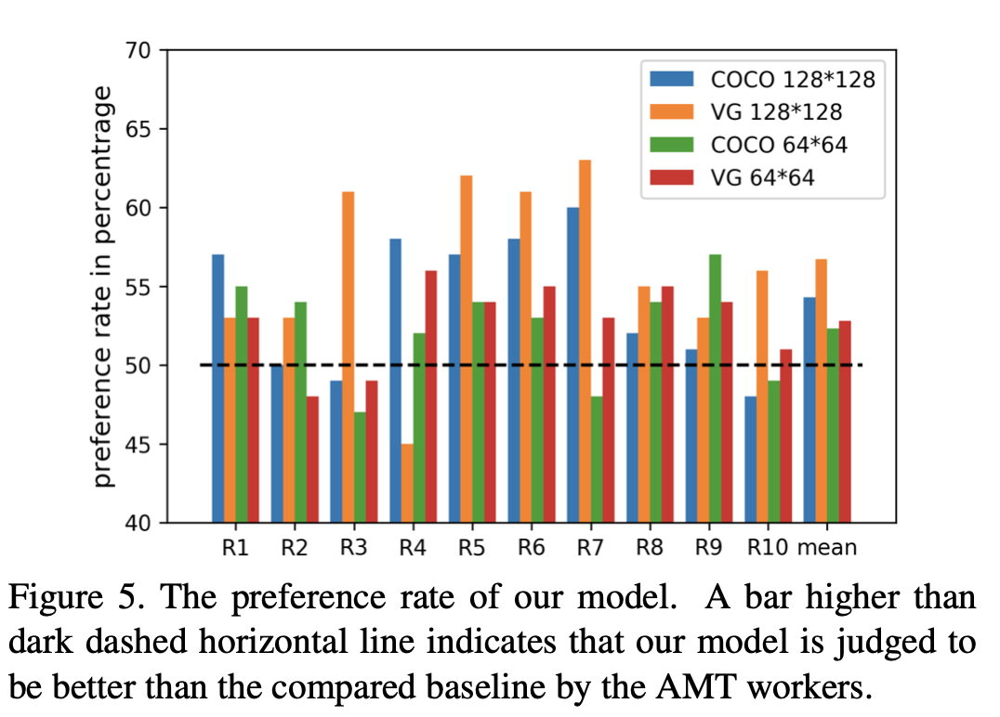 70
65
60
55
50
45
40
preference rate in percentrage
COCO 128*128
VG 128*128
COCO 64*64
VG 64*64
R1 R2 R3 R4 R5 R6 R7 R8 R9 R10 mean
Figure 5. The preference rate of our model. A bar higher than
dark dashed horizontal line indicates that our model is judged to
be better than the compared baseline by the AMT workers.